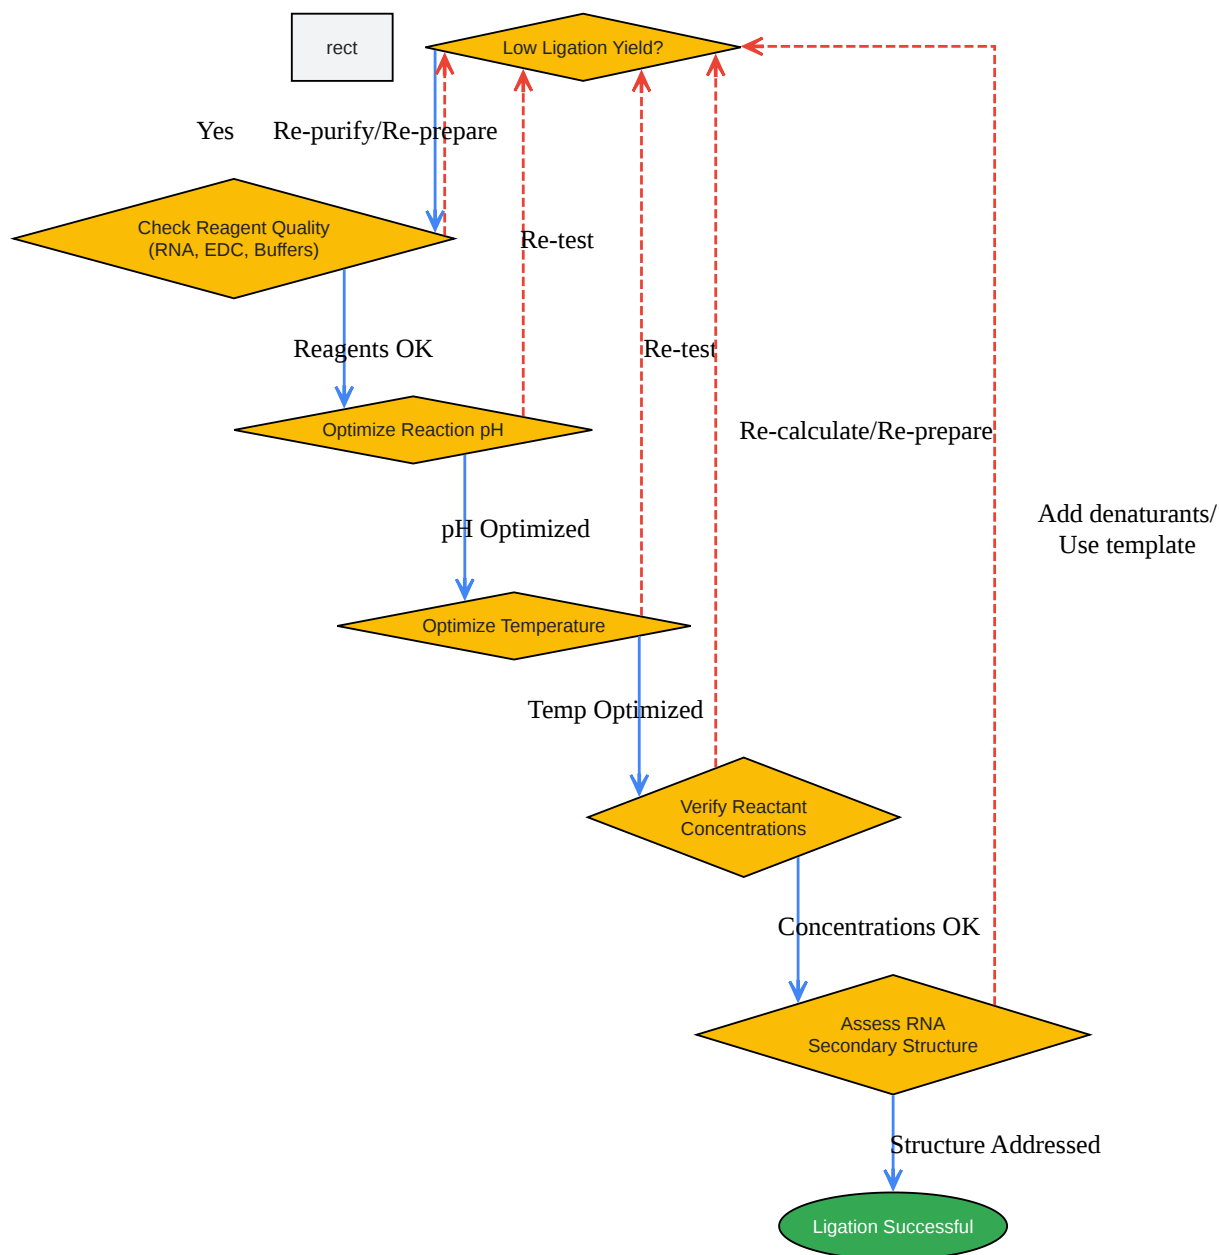 rect
Low Ligation Yield?
Yes
Re-purify/Re-prepare
Check Reagent Quality
(RNA, EDC, Buffers)
Re-test
Reagents OK
Re-test
Optimize Reaction pH
Re-calculate/Re-prepare
Add denaturants/
Use template
pH Optimized
Optimize Temperature
Temp Optimized
Verify Reactant
Concentrations
Concentrations OK
Assess RNA
Secondary Structure
Structure Addressed
Ligation Successful